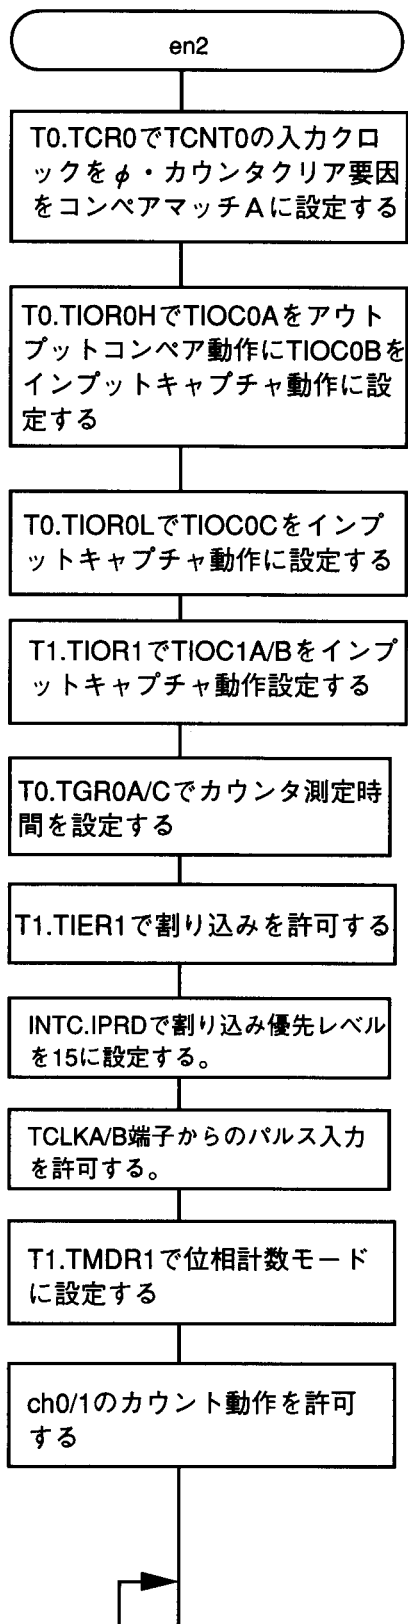 en2
T0.TCR0でTCNT0の入力クロ
ックをφ・カウンタクリア要因
をコンペアマッチAに設定する
T0.TIOR0HでTIOC0Aをアウト
プットコンペア動作にTIOC0Bを
インプットキャプチャ動作に設
定する
T0.TIOR0LでTIOC0Cをインプ
ットキャプチャ動作に設定する
T1.TIOR1でTIOC1A/Bをインプ
ットキャプチャ動作設定する
T0.TGR0A/Cでカウンタ測定時
間を設定する
T1.TIER1で割り込みを許可する
INTC.IPRDで割り込み優先レベル
を15に設定する。
TCLKA/B端子からのパルス入力
を許可する。
T1.TMDR1で位相計数モード
に設定する
ch0/1のカウント動作を許可
する